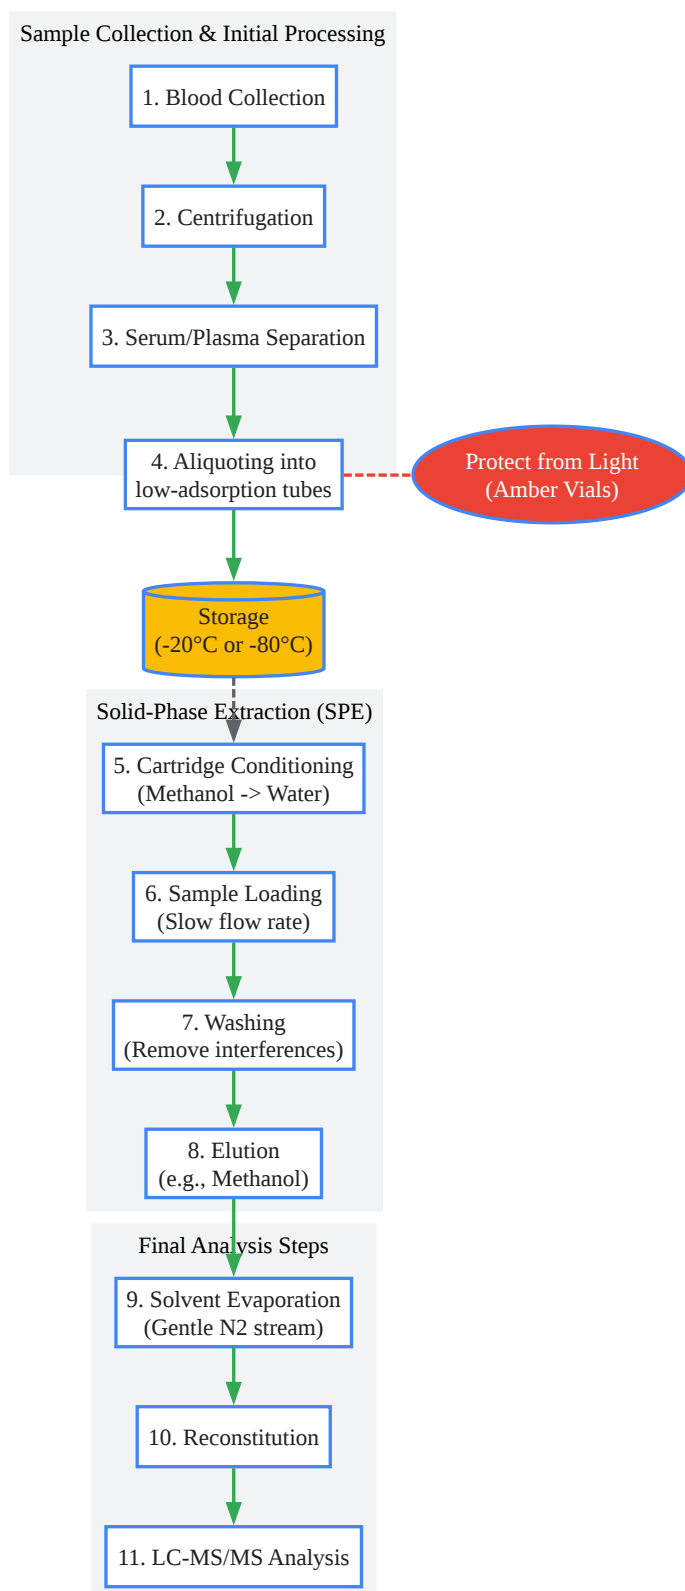 Sample Collection & Initial Processing
1. Blood Collection
2. Centrifugation
3. Serum/Plasma Separation
4. Aliquoting into
low-adsorption tubes
Protect from Light
(Amber Vials)
Storage
(-20°C or -80°C)
Solid-Phase Extraction (SPE)
5. Cartridge Conditioning
(Methanol -> Water)
6. Sample Loading
(Slow flow rate)
7. Washing
(Remove interferences)
8. Elution
(e.g., Methanol)
Final Analysis Steps
9. Solvent Evaporation
(Gentle N2 stream)
10. Reconstitution
11. LC-MS/MS Analysis